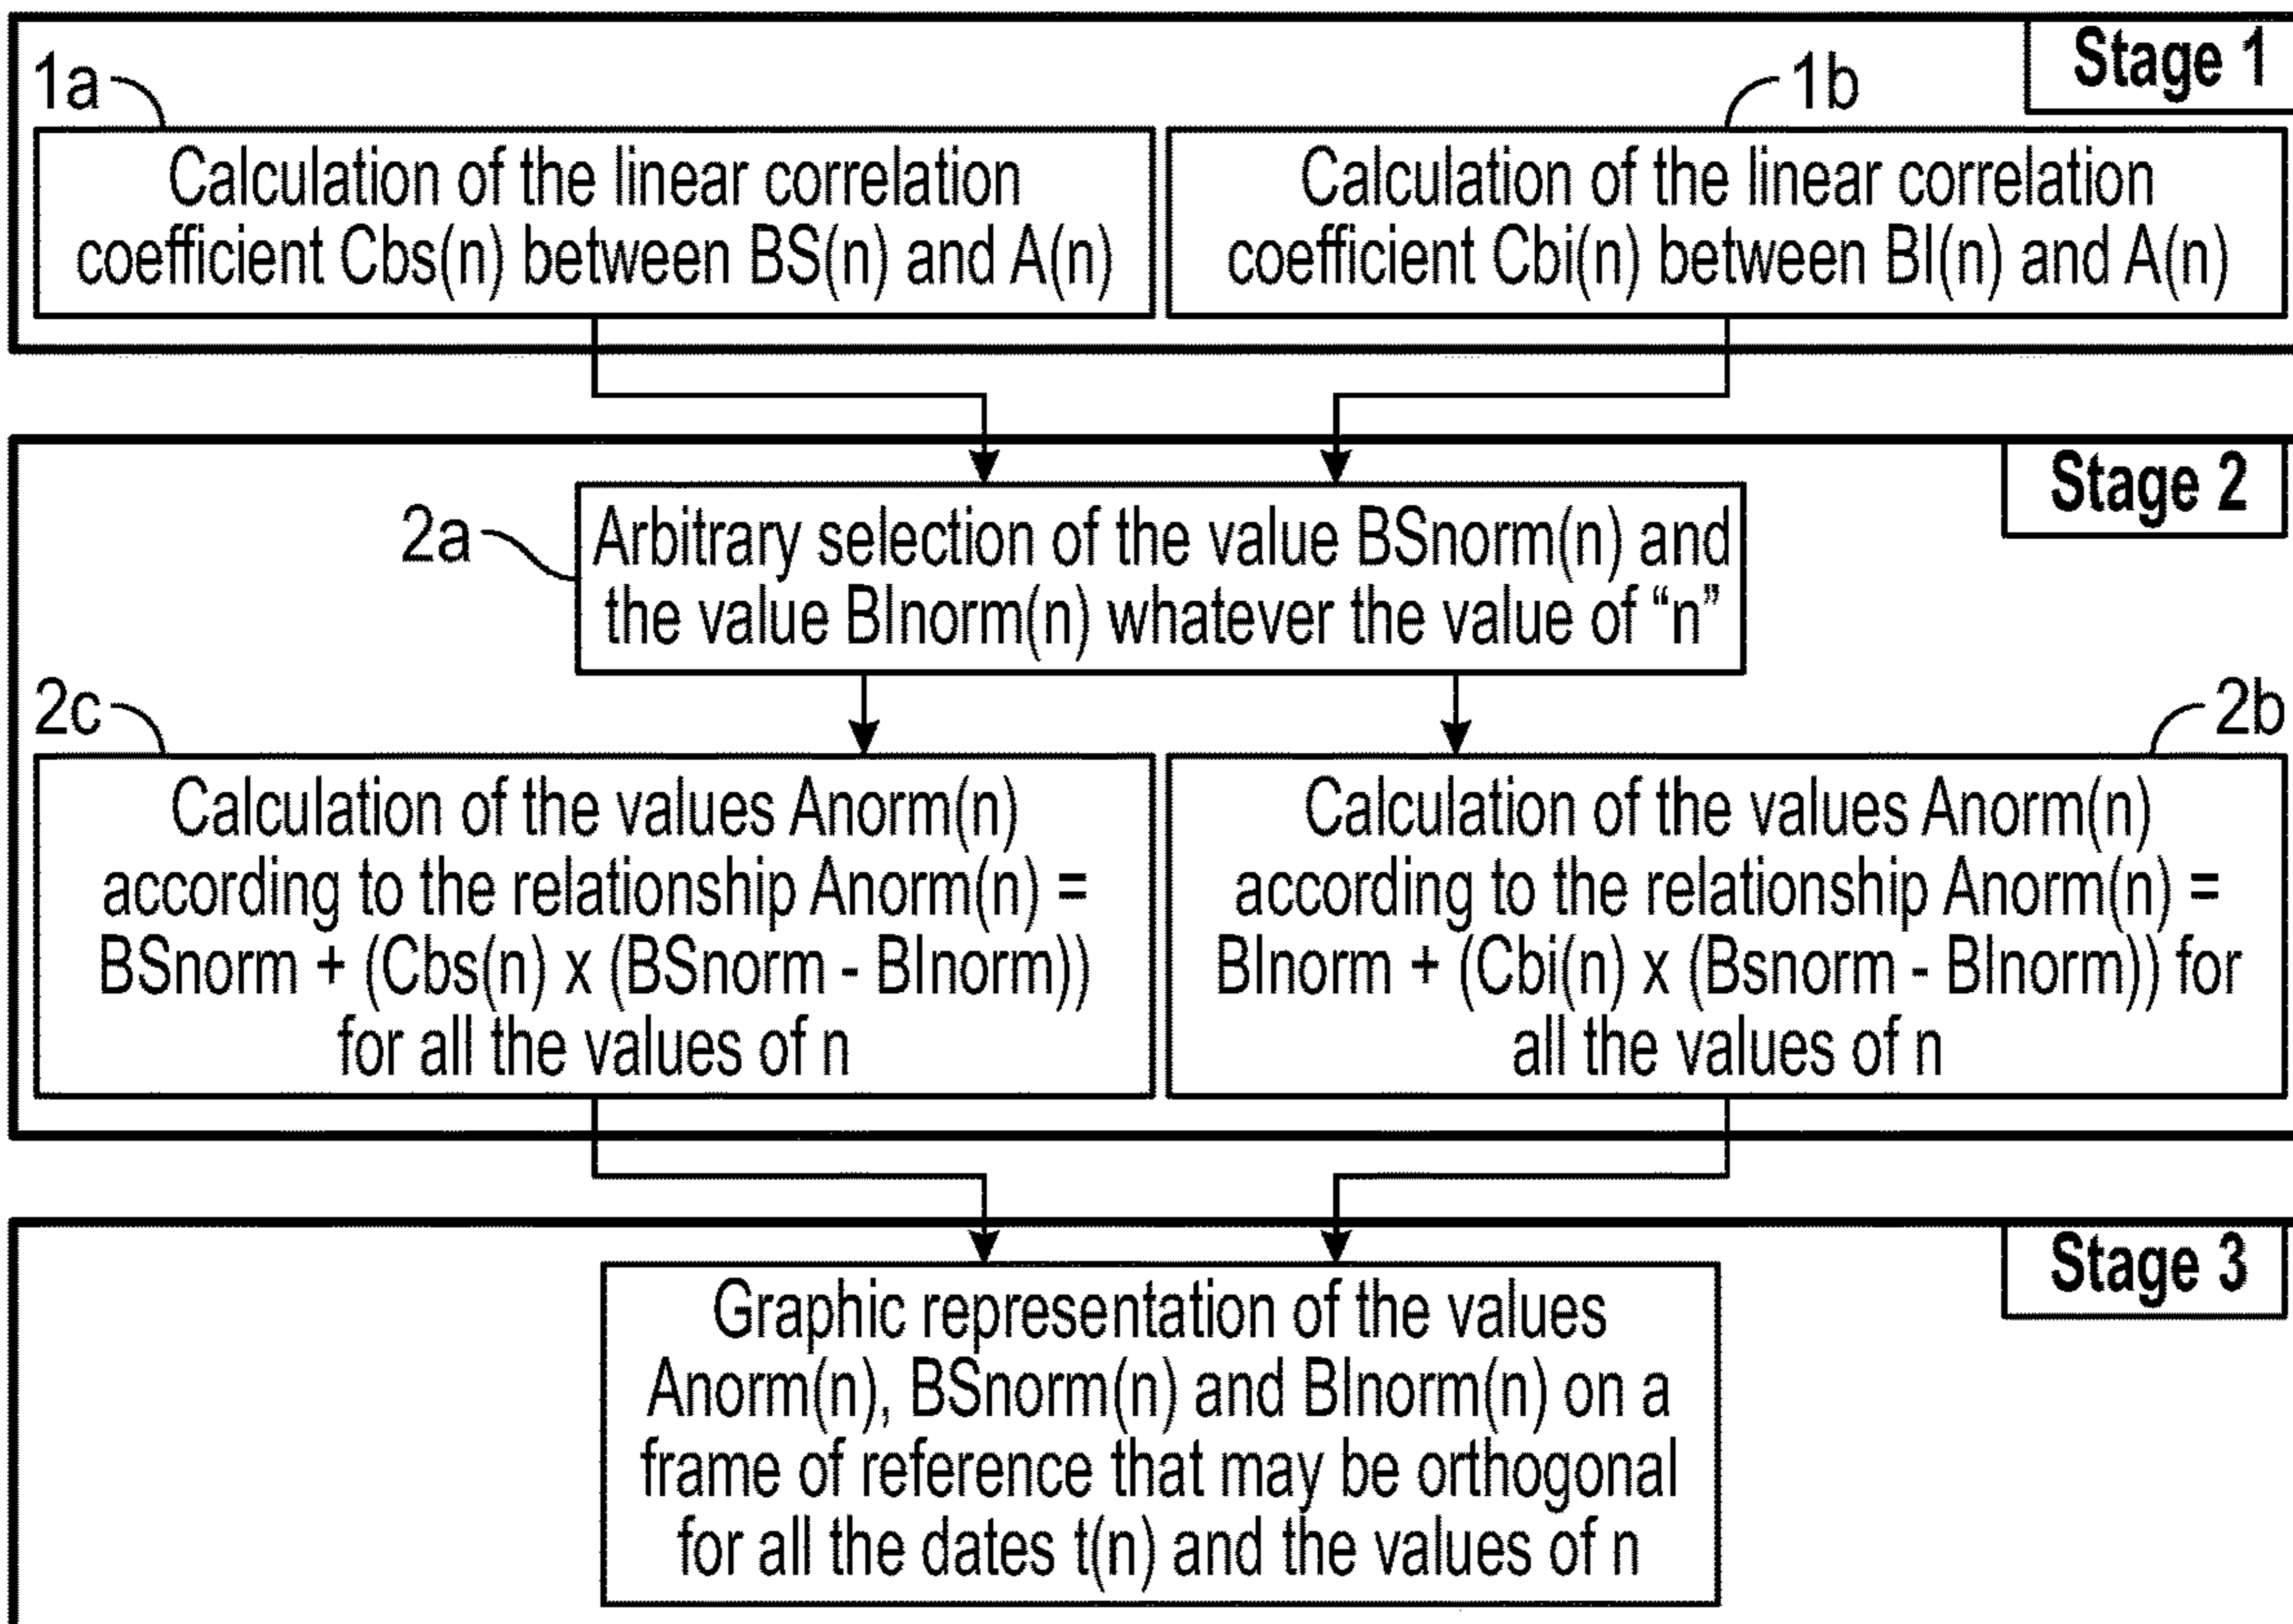 Stage 1
1a
1b
Calculation of the linear correlation
coefficient Cbs(n) between BS(n) and A(n)
Calculation of the linear correlation
coefficient Cbi(n) between BI(n) and A(n)
Stage 2
2a
Arbitrary selection of the value BSnorm(n) and
the value BInorm(n) whatever the value of “n”
2c
2b
Calculation of the values Anorm(n)
according to the relationship Anorm(n) =
BSnorm + (Cbs(n) x (BSnorm - BInorm))
for all the values of n
Calculation of the values Anorm(n)
according to the relationship Anorm(n) =
BInorm + (Cbi(n) x (Bsnorm - BInorm)) for
all the values of n
Stage 3
Graphic representation of the values
Anorm(n), BSnorm(n) and BInorm(n) on a
frame of reference that may be orthogonal
for all the dates t(n) and the values of n